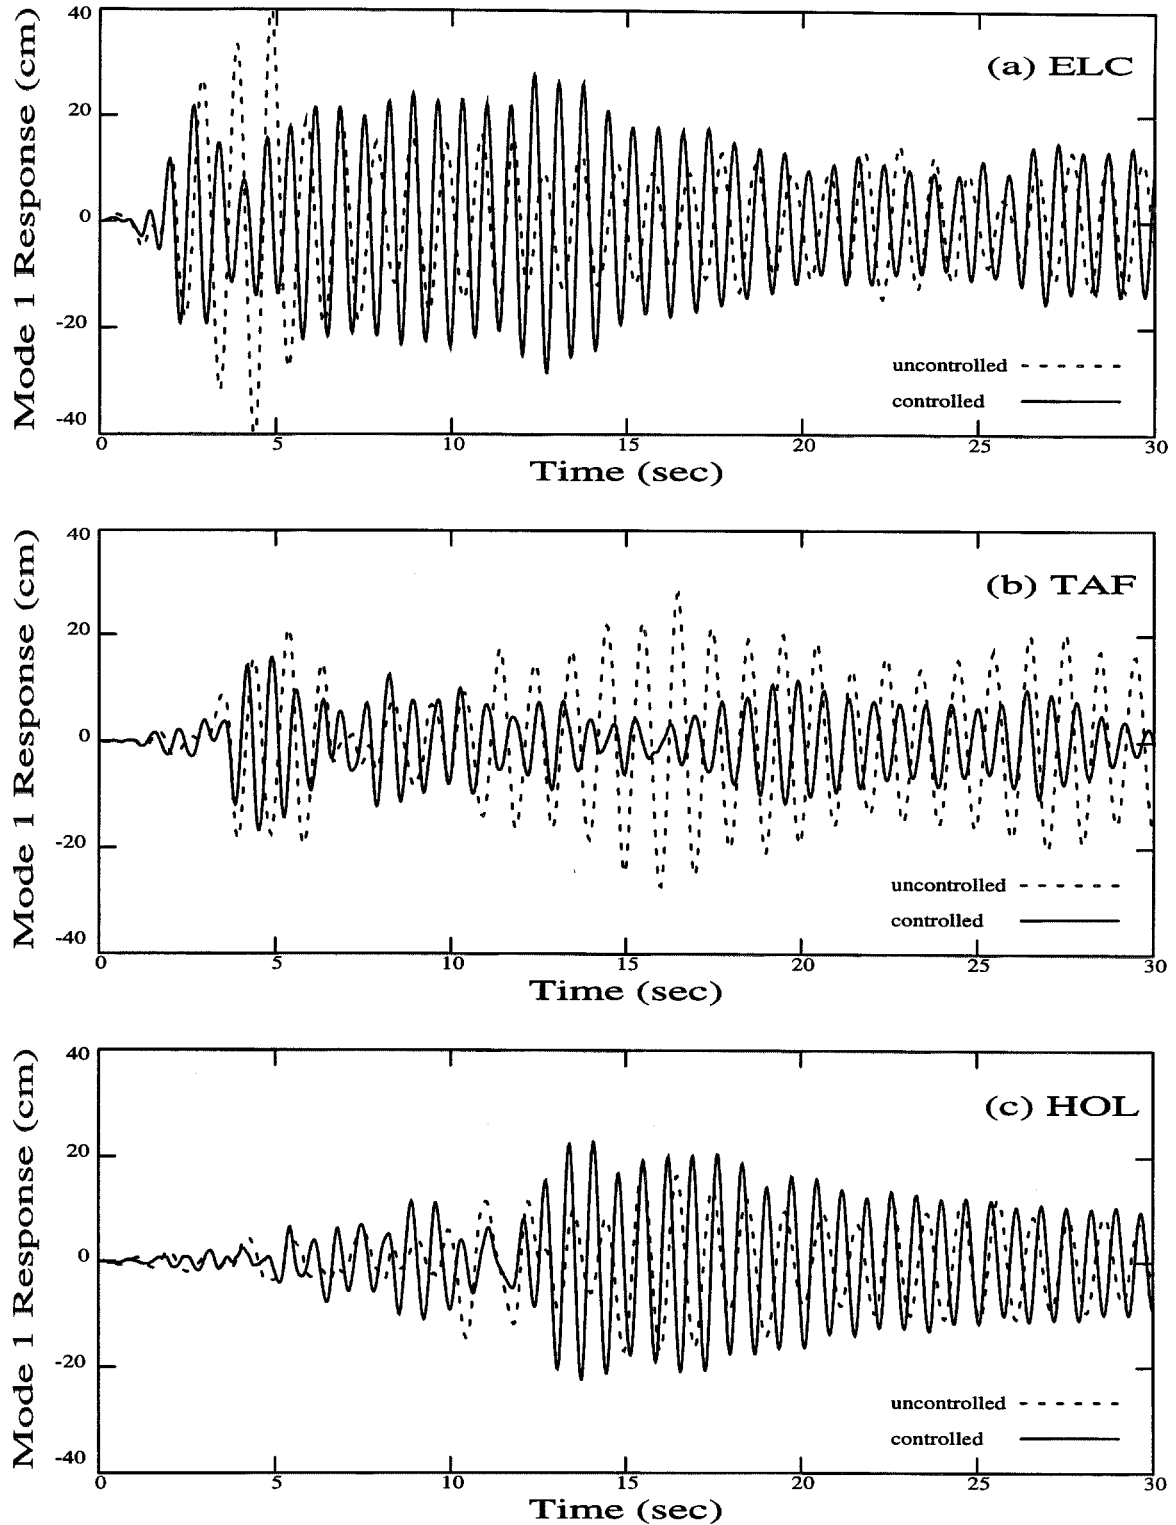 Mode 1 Response (cm)
40
20
0
-20
-40
(a) ELC
uncontrolled
controlled
0 5 10 15 20 25 30
Time (sec)
Mode 1 Response (cm)
40
20
0
-20
-40
(b) TAF
uncontrolled
controlled
0 5 10 15 20 25 30
Time (sec)
Mode 1 Response (cm)
40
20
0
-20
-40
(c) HOL
uncontrolled
controlled
0 5 10 15 20 25 30
Time (sec)